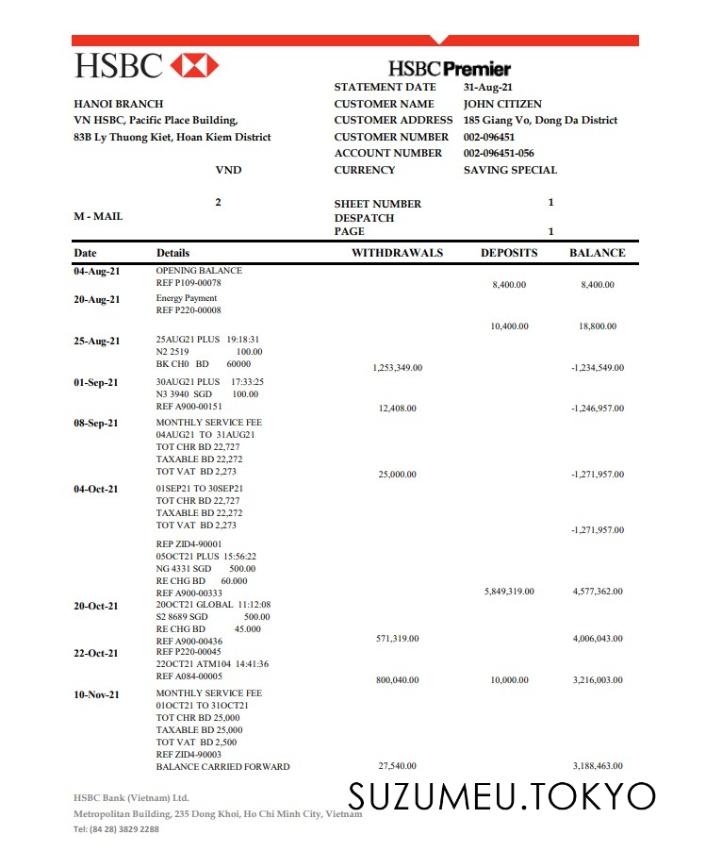 HSBC
HSBC Premier
STATEMENT DATE 31-Aug-21
HANOI BRANCH CUSTOMER NAME JOHN CITIZEN
VN HSBC, Pacific Place Building, CUSTOMER ADDRESS 185 Giang Vo, Dong Da District
83B Ly Thuong Kiet, Hoan Kiem District CUSTOMER NUMBER 002-096451
ACCOUNT NUMBER 002-096451-056
VND CURRENCY SAVING SPECIAL
2 SHEET NUMBER 1
M - MAIL DESPATCH
PAGE 1
Date Details WITHDRAWALS DEPOSITS BALANCE
04-Aug-21 OPENING BALANCE
REF P109-00078 8,400.00 8,400.00
20-Aug-21 Energy Payment
REF P220-00008
10,400.00 18,800.00
25-Aug-21 25AUG21 PLUS 19:18:31
N2 2519 100.00
BK CH0 BD 60000 1,253,349.00 -1,234,549.00
01-Sep-21 30AUG21 PLUS 17:33:25
N3 3940 SGD 100.00
REF A900-00151 12,408.00 -1,246,957.00
08-Sep-21 MONTHLY SERVICE FEE
04AUG21 TO 31AUG21
TOT CHR BD 22,727
TAXABLE BD 22,272
TOT VAT BD 2,273 25,000.00 -1,271,957.00
04-Oct-21 01SEP21 TO 30SEP21
TOT CHR BD 22,727
TAXABLE BD 22,272
TOT VAT BD 2,273 -1,271,957.00
REP ZID4-90001
05OCT21 PLUS 15:56:22
NG 4331 SGD 500.00
RE CHG BD 60.000
REF A900-00333 5,849,319.00 4,577,362.00
20-Oct-21 20OCT21 GLOBAL 11:12:08
S2 8689 SGD 500.00
RE CHG BD 45.000
REF A900-00436 571,319.00 4,006,043.00
22-Oct-21 REF P220-00045
22OCT21 ATM104 14:41:36
REF A084-00005 800,040.00 10,000.00 3,216,003.00
10-Nov-21 MONTHLY SERVICE FEE
01OCT21 TO 31OCT21
TOT CHR BD 25,000
TAXABLE BD 25,000
TOT VAT BD 2,500
REF ZID4-90003
BALANCE CARRIED FORWARD 27,540.00 3,188,463.00
HSBC Bank (Vietnam) Ltd.
Metropolitan Building, 235 Dong Khoi, Ho Chi Minh City, Vietnam
Tel: (84 28) 3829 2288
SUZUMEU.TOKYO